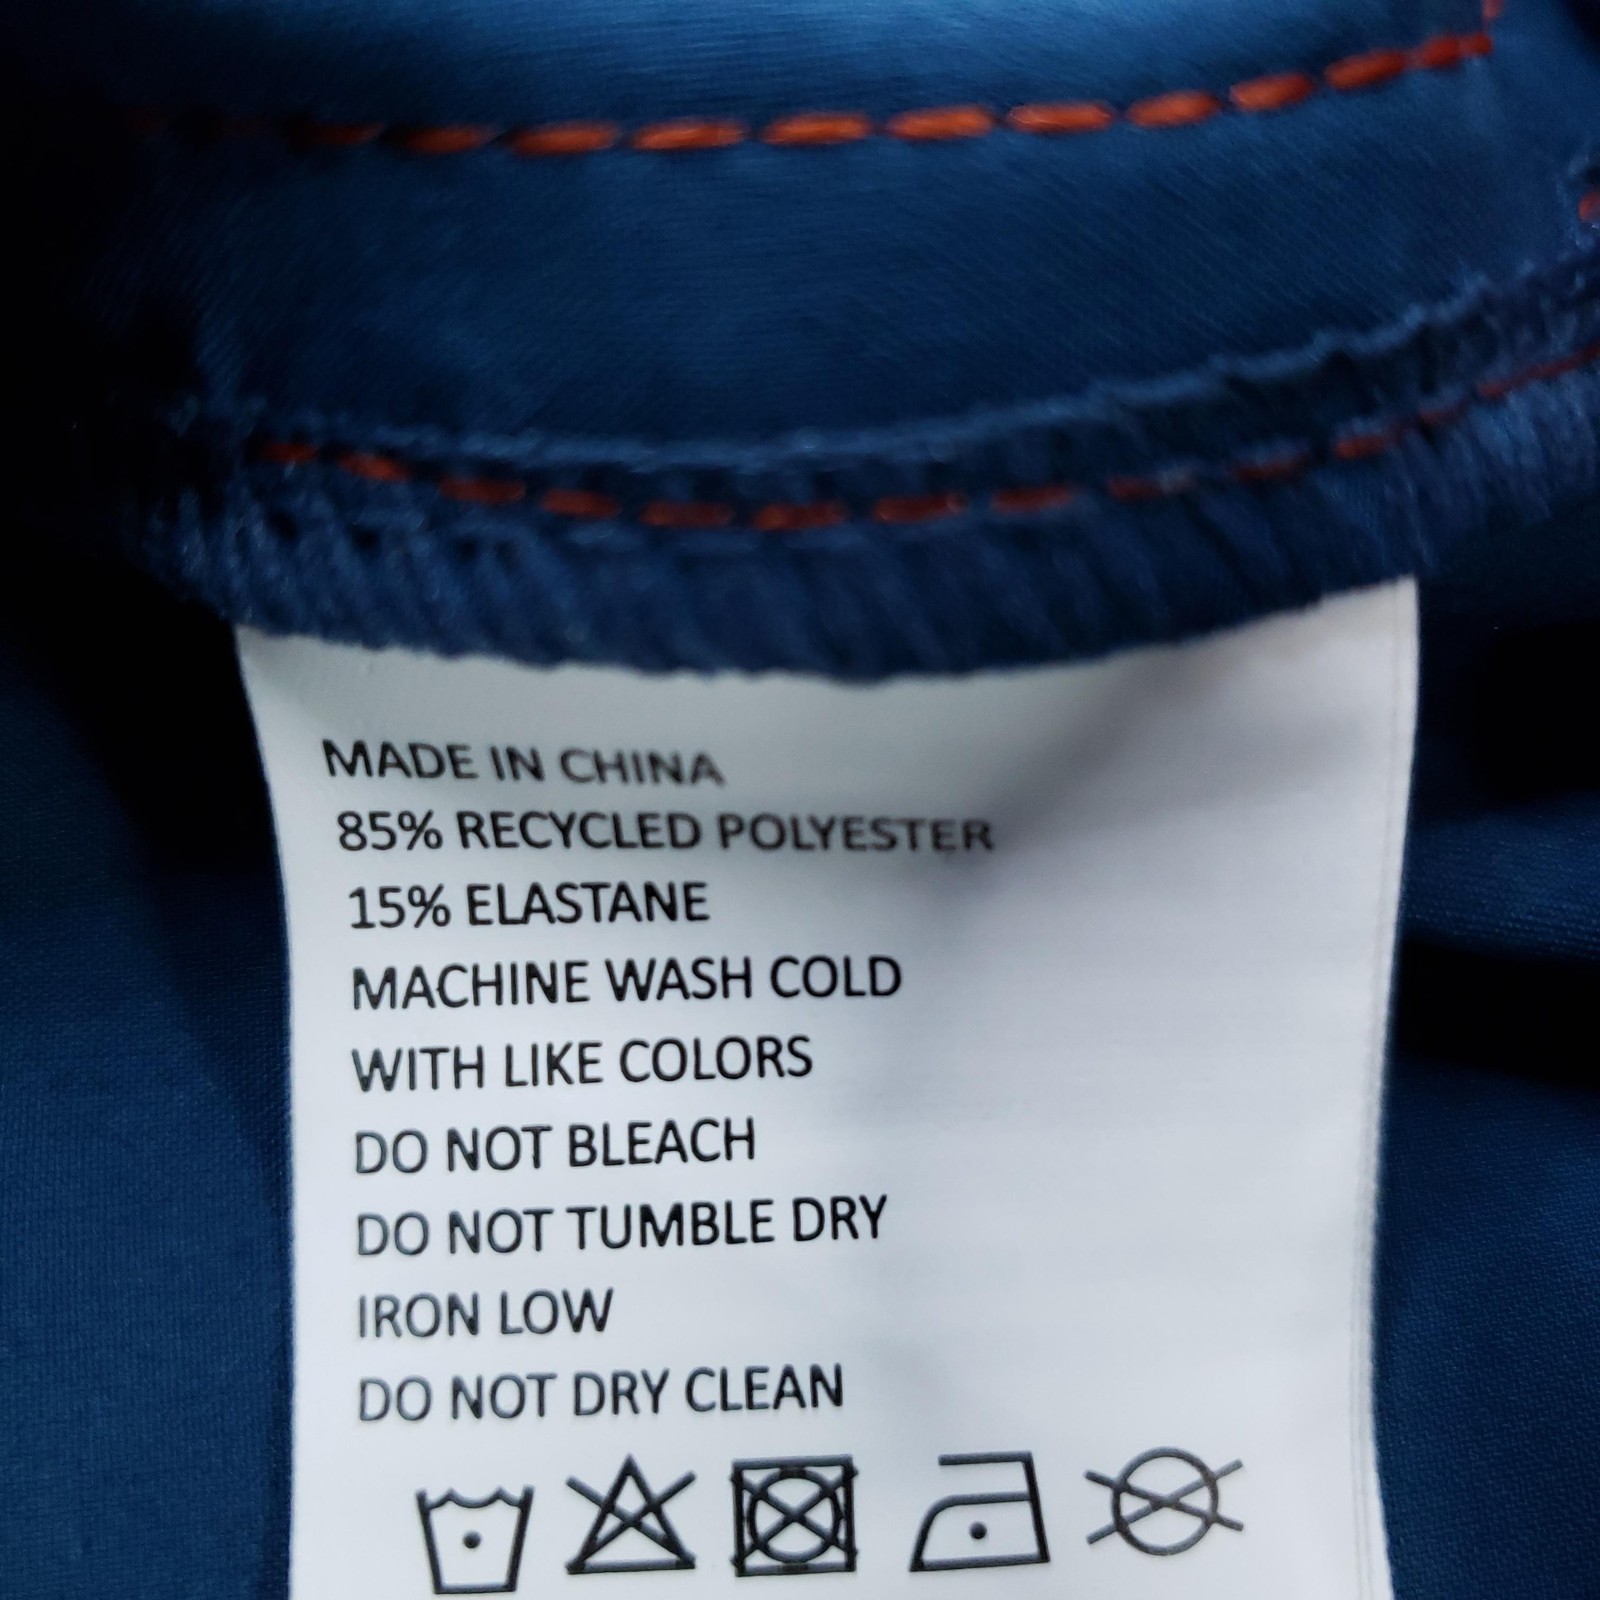 MADE IN CHINA
85% RECYCLED POLYESTER
15% ELASTANE
MACHINE WASH COLD
WITH LIKE COLORS
DO NOT BLEACH
DO NOT TUMBLE DRY
IRON LOW
DO NOT DRY CLEAN